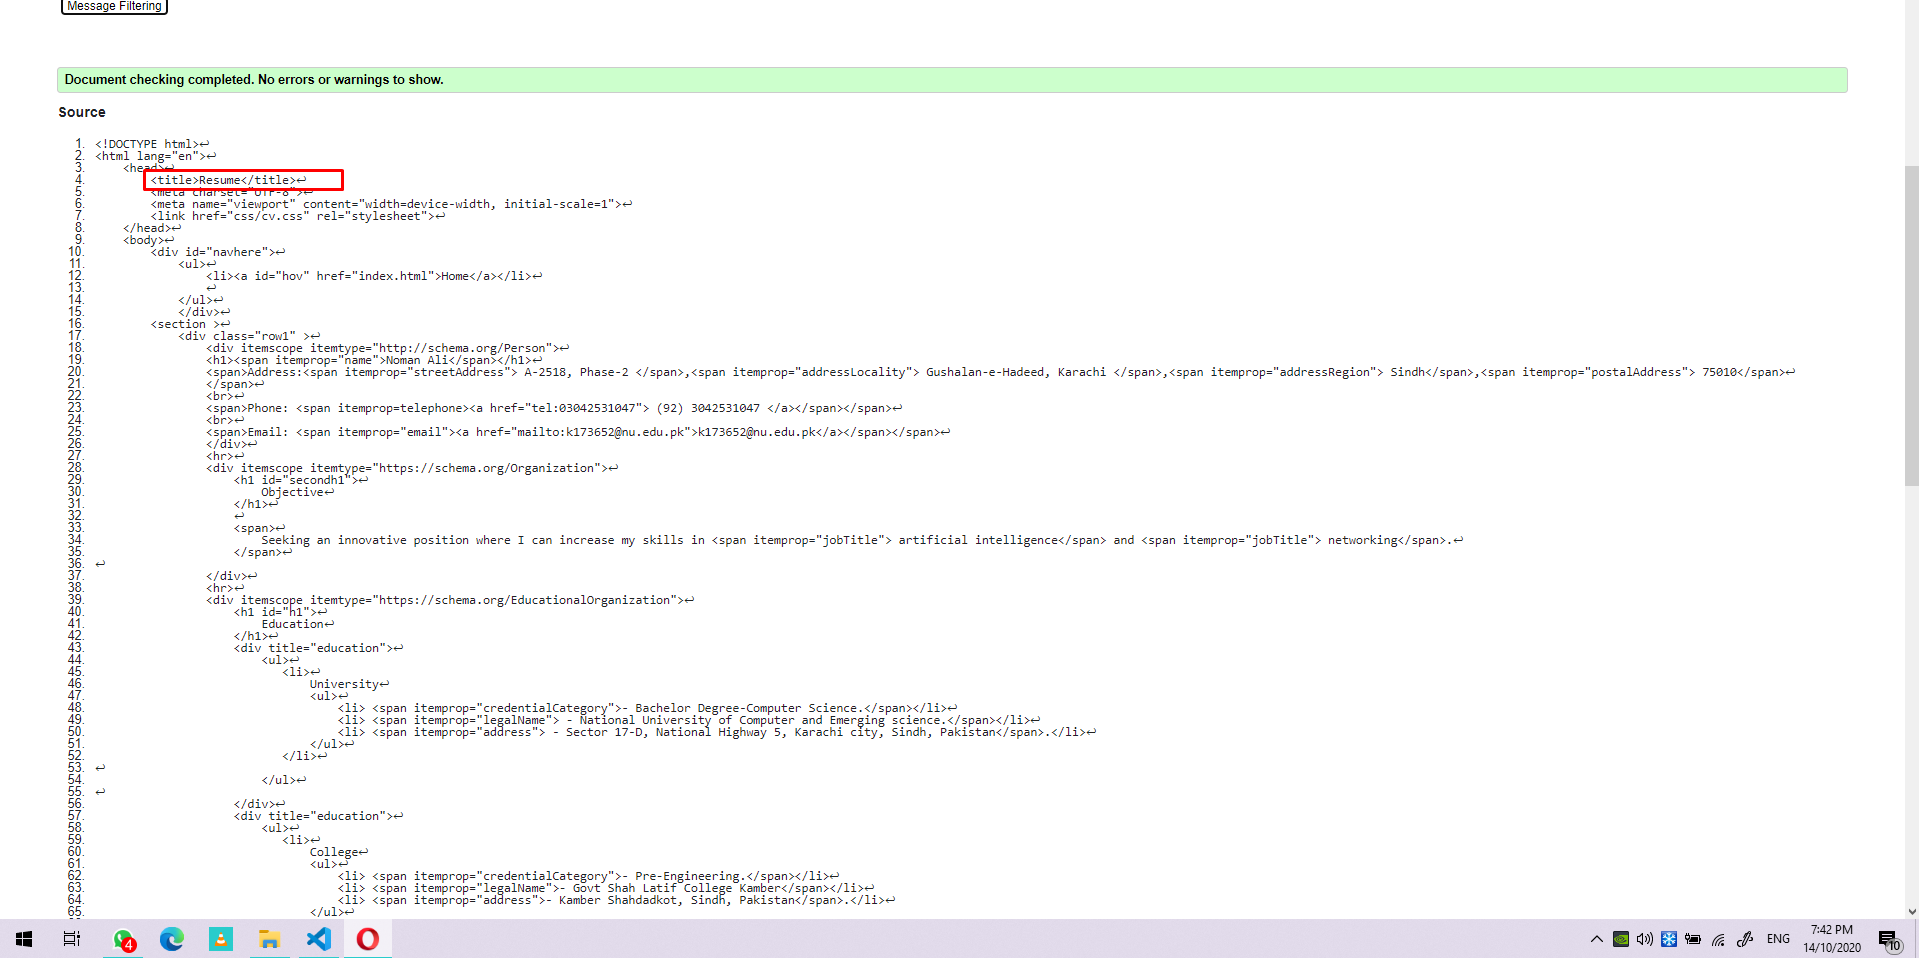 Message Filtering
Document checking completed. No errors or warnings to show.
Source
1. <!DOCTYPE html>↩
2. <html lang="en">↩
3. <head>↩
4. <title>Resume</title>↩
5. <meta charset="UTF-8">↩
6. <meta name="viewport" content="width=device-width, initial-scale=1">↩
7. <link href="css/cv.css" rel="stylesheet">↩
8. </head>↩
9. <body>↩
10. <div id="navhere">↩
11. <ul>↩
12. <li><a id="hov" href="index.html">Home</a></li>↩
13. ↩
14. </ul>↩
15. </div>↩
16. <section >↩
17. <div class="row1" >↩
18. <div itemscope itemtype="http://schema.org/Person">↩
19. <h1><span itemprop="name">Noman Ali</span></h1>↩
20. <span>Address:<span itemprop="streetAddress"> A-2518, Phase-2 </span>,<span itemprop="addressLocality"> Gushalan-e-Hadeed, Karachi </span>,<span itemprop="addressRegion"> Sindh</span>,<span itemprop="postalAddress"> 75010</span>↩
21. </span>↩
22. <br>↩
23. <span>Phone: <span itemprop=telephone><a href="tel:03042531047"> (92) 3042531047 </a></span></span>↩
24. <br>↩
25. <span>Email: <span itemprop="email"><a href="mailto:k173652@nu.edu.pk">k173652@nu.edu.pk</a></span></span>↩
26. </div>↩
27. <hr>↩
28. <div itemscope itemtype="https://schema.org/Organization">↩
29. <h1 id="secondh1">↩
30. Objective↩
31. </h1>↩
32. ↩
33. <span>↩
34. Seeking an innovative position where I can increase my skills in <span itemprop="jobTitle"> artificial intelligence</span> and <span itemprop="jobTitle"> networking</span>.↩
35. </span>↩
36. ↩
37. </div>↩
38. <hr>↩
39. <div itemscope itemtype="https://schema.org/EducationalOrganization">↩
40. <h1 id="h1">↩
41. Education↩
42. </h1>↩
43. <div title="education">↩
44. <ul>↩
45. <li>↩
46. University↩
47. <ul>↩
48. <li> <span itemprop="credentialCategory">- Bachelor Degree-Computer Science.</span></li>↩
49. <li> <span itemprop="legalName"> - National University of Computer and Emerging science.</span></li>↩
50. <li> <span itemprop="address"> - Sector 17-D, National Highway 5, Karachi city, Sindh, Pakistan</span>.</li>↩
51. </ul>↩
52. </li>↩
53. ↩
54. </ul>↩
55. ↩
56. </div>↩
57. <div title="education">↩
58. <ul>↩
59. <li>↩
60. College↩
61. <ul>↩
62. <li> <span itemprop="credentialCategory">- Pre-Engineering.</span></li>↩
63. <li> <span itemprop="legalName">- Govt Shah Latif College Kamber</span></li>↩
64. <li> <span itemprop="address">- Kamber Shahdadkot, Sindh, Pakistan</span>.</li>↩
65. </ul>↩
4
ENG
7:42 PM
14/10/2020
10